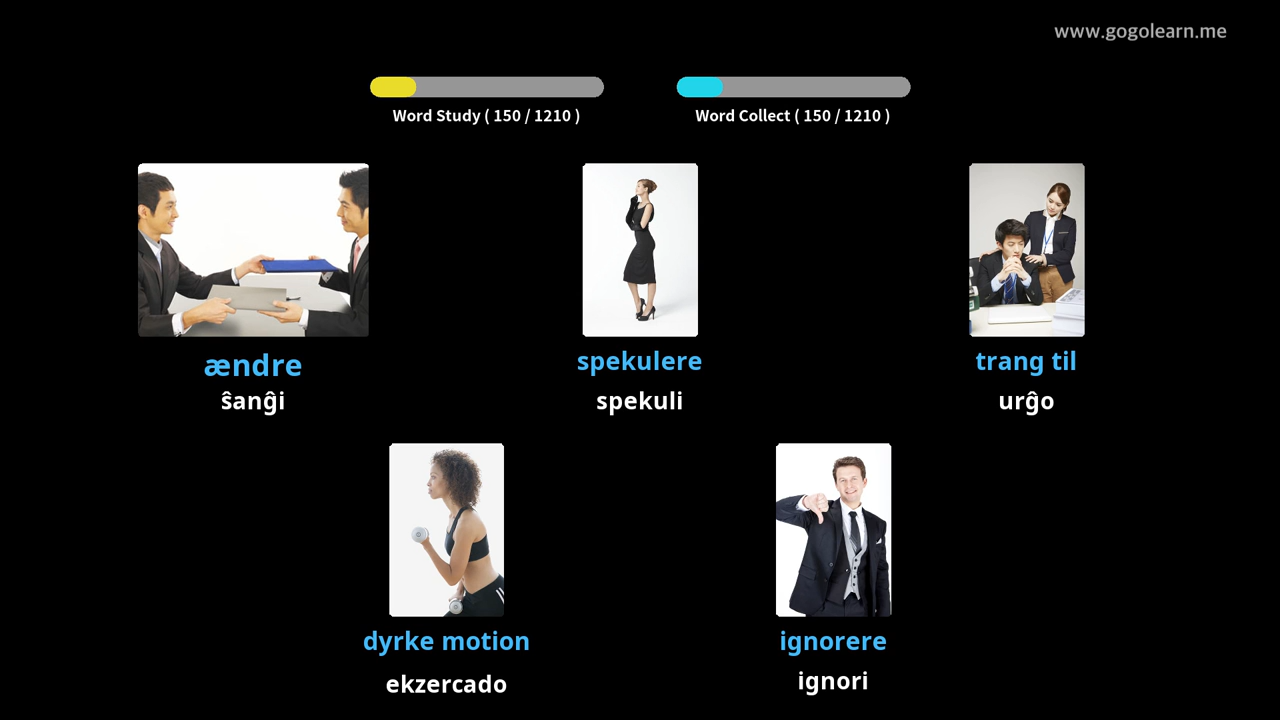 www.gogolearn.me
Word Study ( 150 / 1210 )
Word Collect ( 150 / 1210 )
ændre
ŝanĝi
spekulere
spekuli
trang til
urĝo
dyrke motion
ekzercado
ignorere
ignori